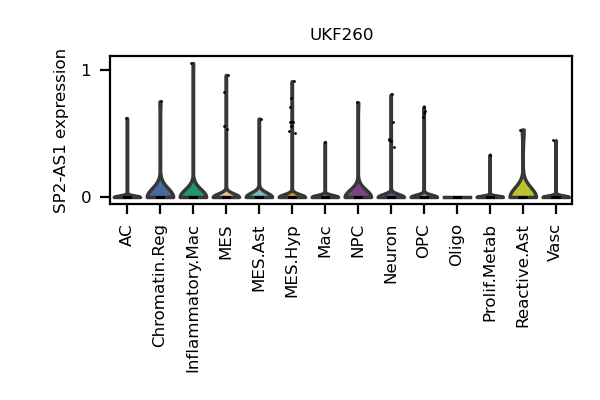 UKF260
SP2-AS1 expression
1
0
AC
Chromatin.Reg
Inflammatory.Mac
MES
MES.Ast
MES.Hyp
Mac
NPC
Neuron
OPC
Oligo
Prolif.Metab
Reactive.Ast
Vasc